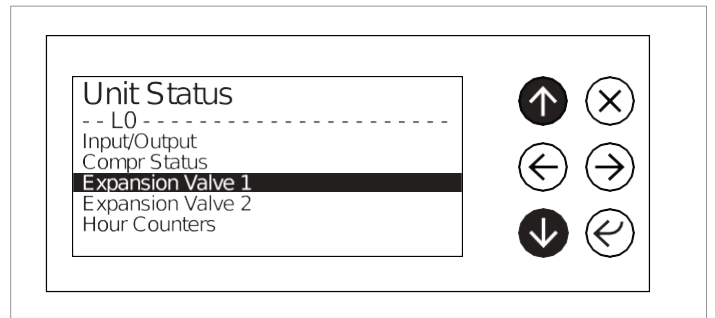 Unit Status
-- L0 - - - - - - - - - - - - - - - - - - - - - -
Input/Output
Compr Status
Expansion Valve 1
Expansion Valve 2
Hour Counters